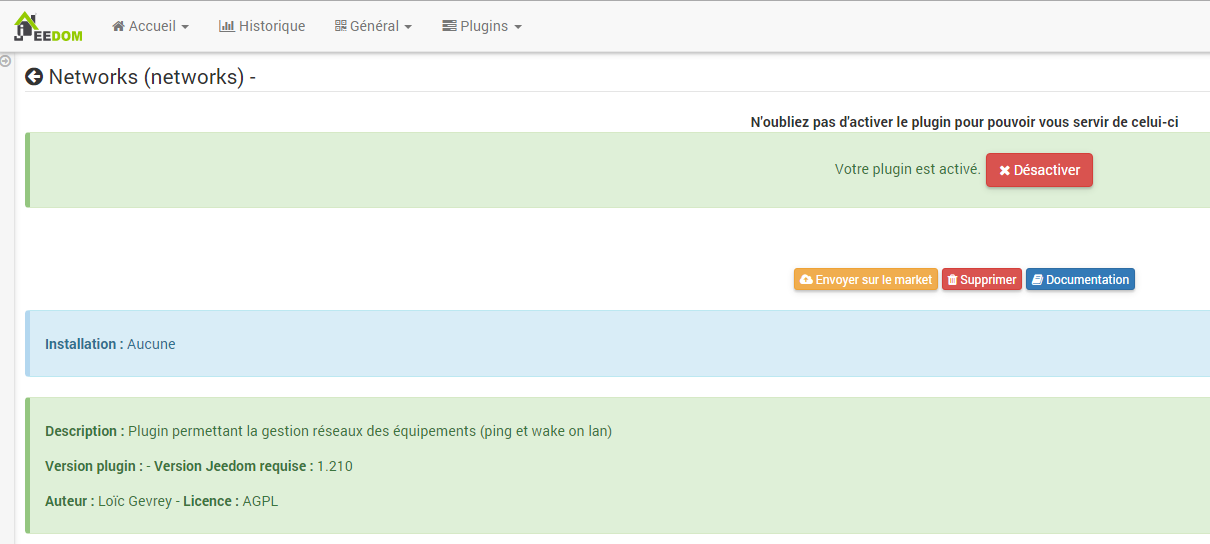 JEEDOM Accueil Historique Général Plugins
Networks (networks) -
N'oubliez pas d'activer le plugin pour pouvoir vous servir de celui-ci
Votre plugin est activé. Désactiver
Envoyer sur le market Supprimer Documentation
Installation : Aucune
Description : Plugin permettant la gestion réseaux des équipements (ping et wake on lan)
Version plugin : - Version Jeedom requise : 1.210
Auteur : Loïc Gevrey - Licence : AGPL